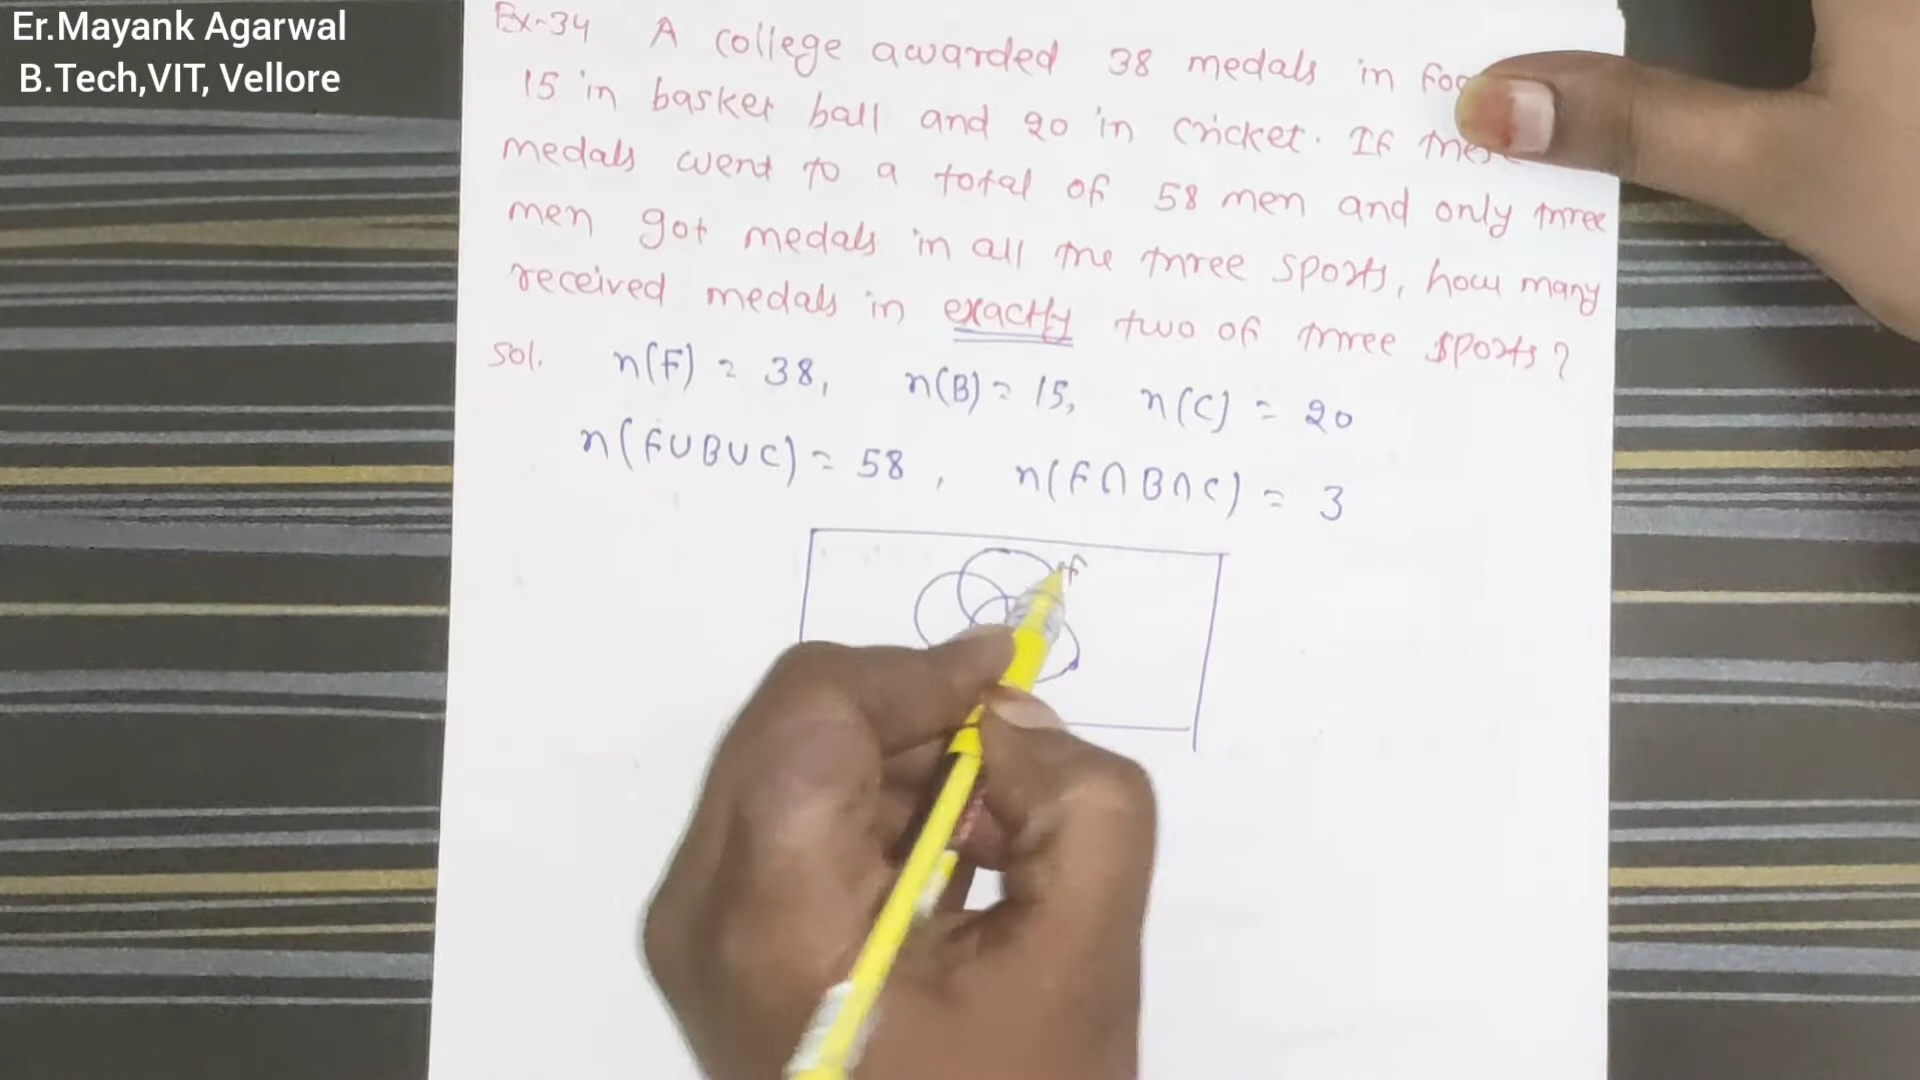 Er.Mayank Agarwal
B.Tech,VIT, Vellore
Ex-34 A college awarded 38 medals in
15 in basket ball and 20 in cricket. If
medals went to a total of 58 men and only three
men got medals in all the three sports, how many
received medals in exactly two of three sports?
Sol. n(F) = 38, n(B) = 15, n(C) = 20
n(F∪B∪C) = 58, n(F∩B∩C) = 3
F